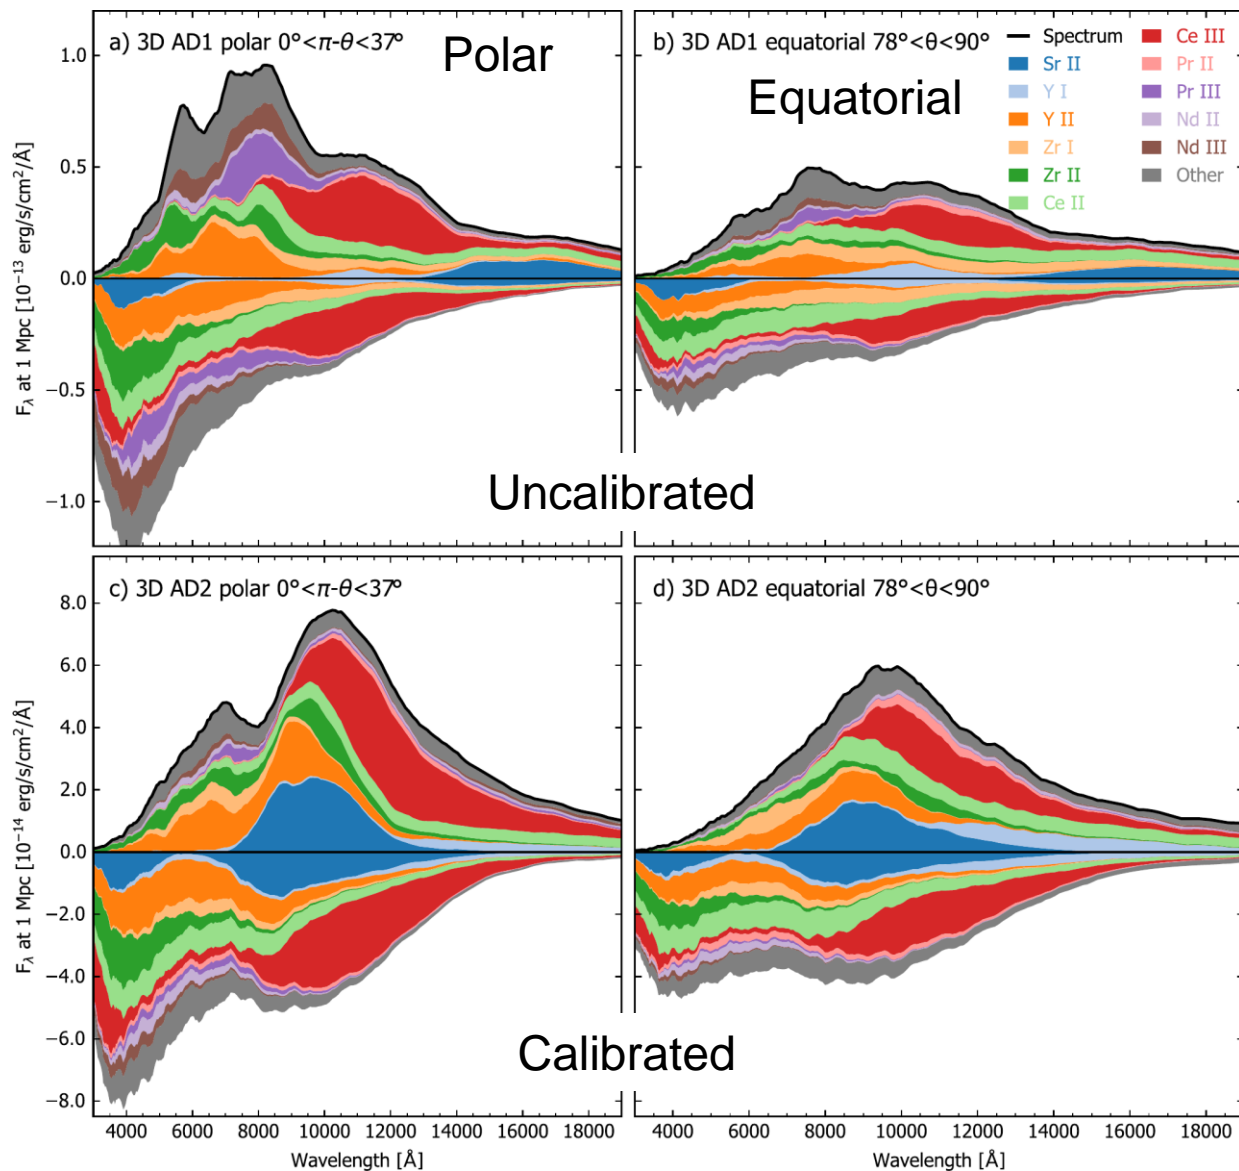 a) 3D AD1 polar 0°<π-θ<37°
Polar
b) 3D AD1 equatorial 78°<θ<90°
Equatorial
Spectrum
Sr II
Y I
Y II
Zr I
Zr II
Ce II
Ce III
Pr II
Pr III
Nd II
Nd III
Other
1.0
0.5
0.0
−0.5
−1.0
F_λ at 1 Mpc [10⁻¹³ erg/s/cm²/Å]
Uncalibrated
c) 3D AD2 polar 0°<π-θ<37°
d) 3D AD2 equatorial 78°<θ<90°
8.0
6.0
4.0
2.0
0.0
−2.0
−4.0
−6.0
−8.0
F_λ at 1 Mpc [10⁻¹⁴ erg/s/cm²/Å]
Calibrated
4000 6000 8000 10000 12000 14000 16000 18000
4000 6000 8000 10000 12000 14000 16000 18000
Wavelength [Å]
Wavelength [Å]